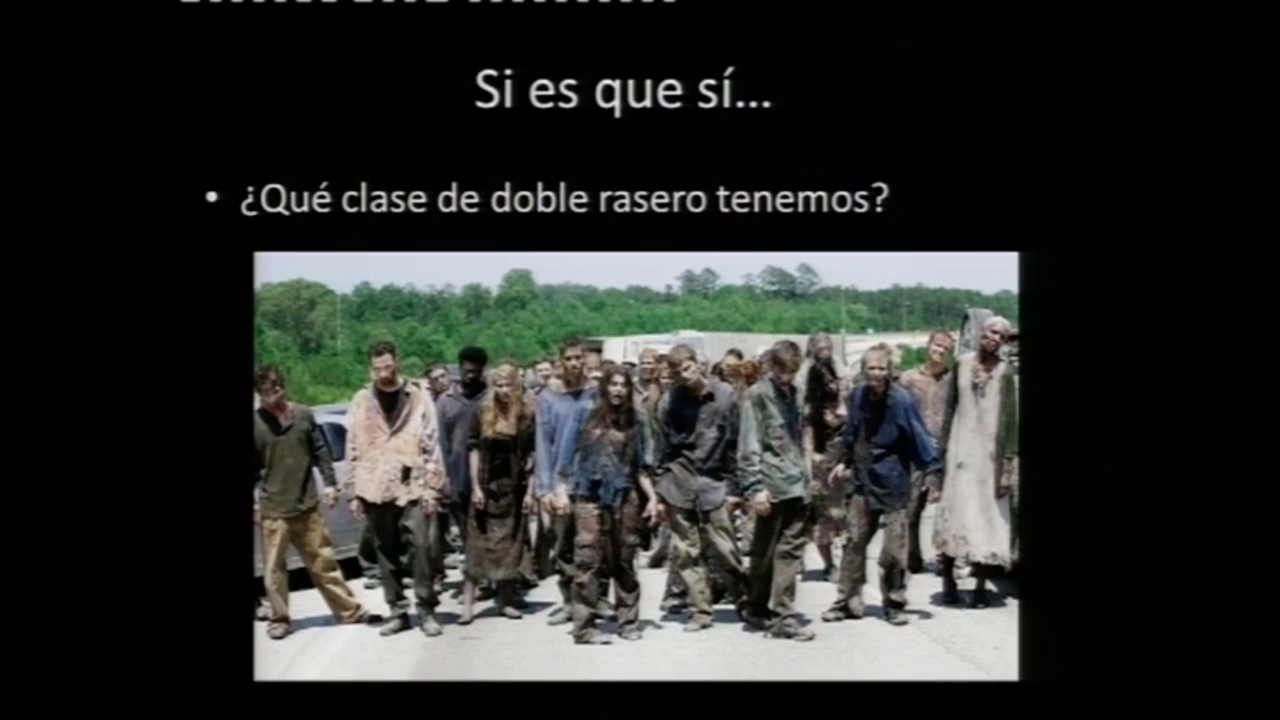 Si es que sí...
• ¿Qué clase de doble rasero tenemos?